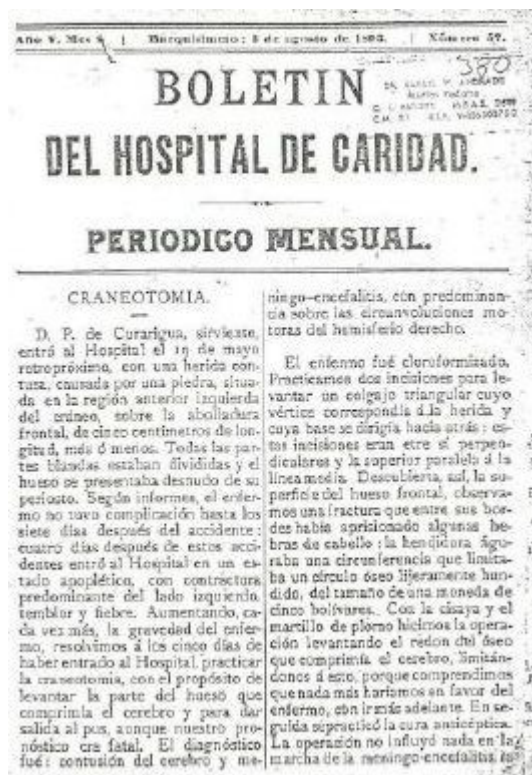 Año V. Mes
Barquisimeto: 3 de agosto de
Número 57.
380
BOLETIN
DEL HOSPITAL DE CARIDAD.
PERIODICO MENSUAL.
CRANEOTOMIA.
D. P. de Curarigua, sirviente,
entró al Hospital el 19 de mayo
retropróximo, con una herida con-
tusa, causada por una piedra, situa-
da en la región anterior izquierda
del cráneo, sobre la abolladura
frontal, de cinco centímetros de lon-
gitud, más ó menos. Todas las par-
tes blandas estaban divididas y el
hueso se presentaba desnudo de su
periosto. Según informes, el enfer-
mo no tuvo complicación hasta los
siete días después del accidente:
cuatro días después de estos acci-
dentes entró al Hospital en un es-
tado apoplético, con contractura
predominante del lado izquierdo,
temblor y fiebre. Aumentando, ca-
da vez más, la gravedad del enfer-
mo, resolvimos á los cinco días de
haber entrado al Hospital, practicar
la craneotomía, con el propósito de
levantar la parte del hueso que
comprimía el cerebro y para dar
salida al pus, aunque nuestro pro-
nóstico era fatal. El diagnóstico
fué: contusión del cerebro y me-
ningo-encefalitis, con predominan-
cia sobre las circunvoluciones mo-
toras del hemisferio derecho.
El enfermo fué cloroformizado.
Practicamos dos incisiones para le-
vantar un colgajo triangular cuyo
vértice correspondía á la herida y
cuya base se dirigía hacia atrás: es-
tas incisiones eran etre sí perpen-
diculares y la superior paralela á la
línea media. Descubierta, así, la su-
perficie del hueso frontal, observa-
mos una fractura que entre sus bor-
des había aprisionado algunas he-
bras de cabello: la hendidura figu-
raba una circunferencia que limita-
ba un círculo óseo lijeramente hun-
dido, del tamaño de una moneda de
cinco bolívares. Con la cisaya y el
martillo de plomo hicimos la opera-
ción levantando el redondel óseo
que comprimía el cerebro, limitán-
donos á esto, porque comprendimos
que nada más haríamos en favor del
enfermo, con ir más adelante. En se-
guida se practicó la cura antiséptica.
La operación no influyó nada en la
marcha de la meningo-encefalitis